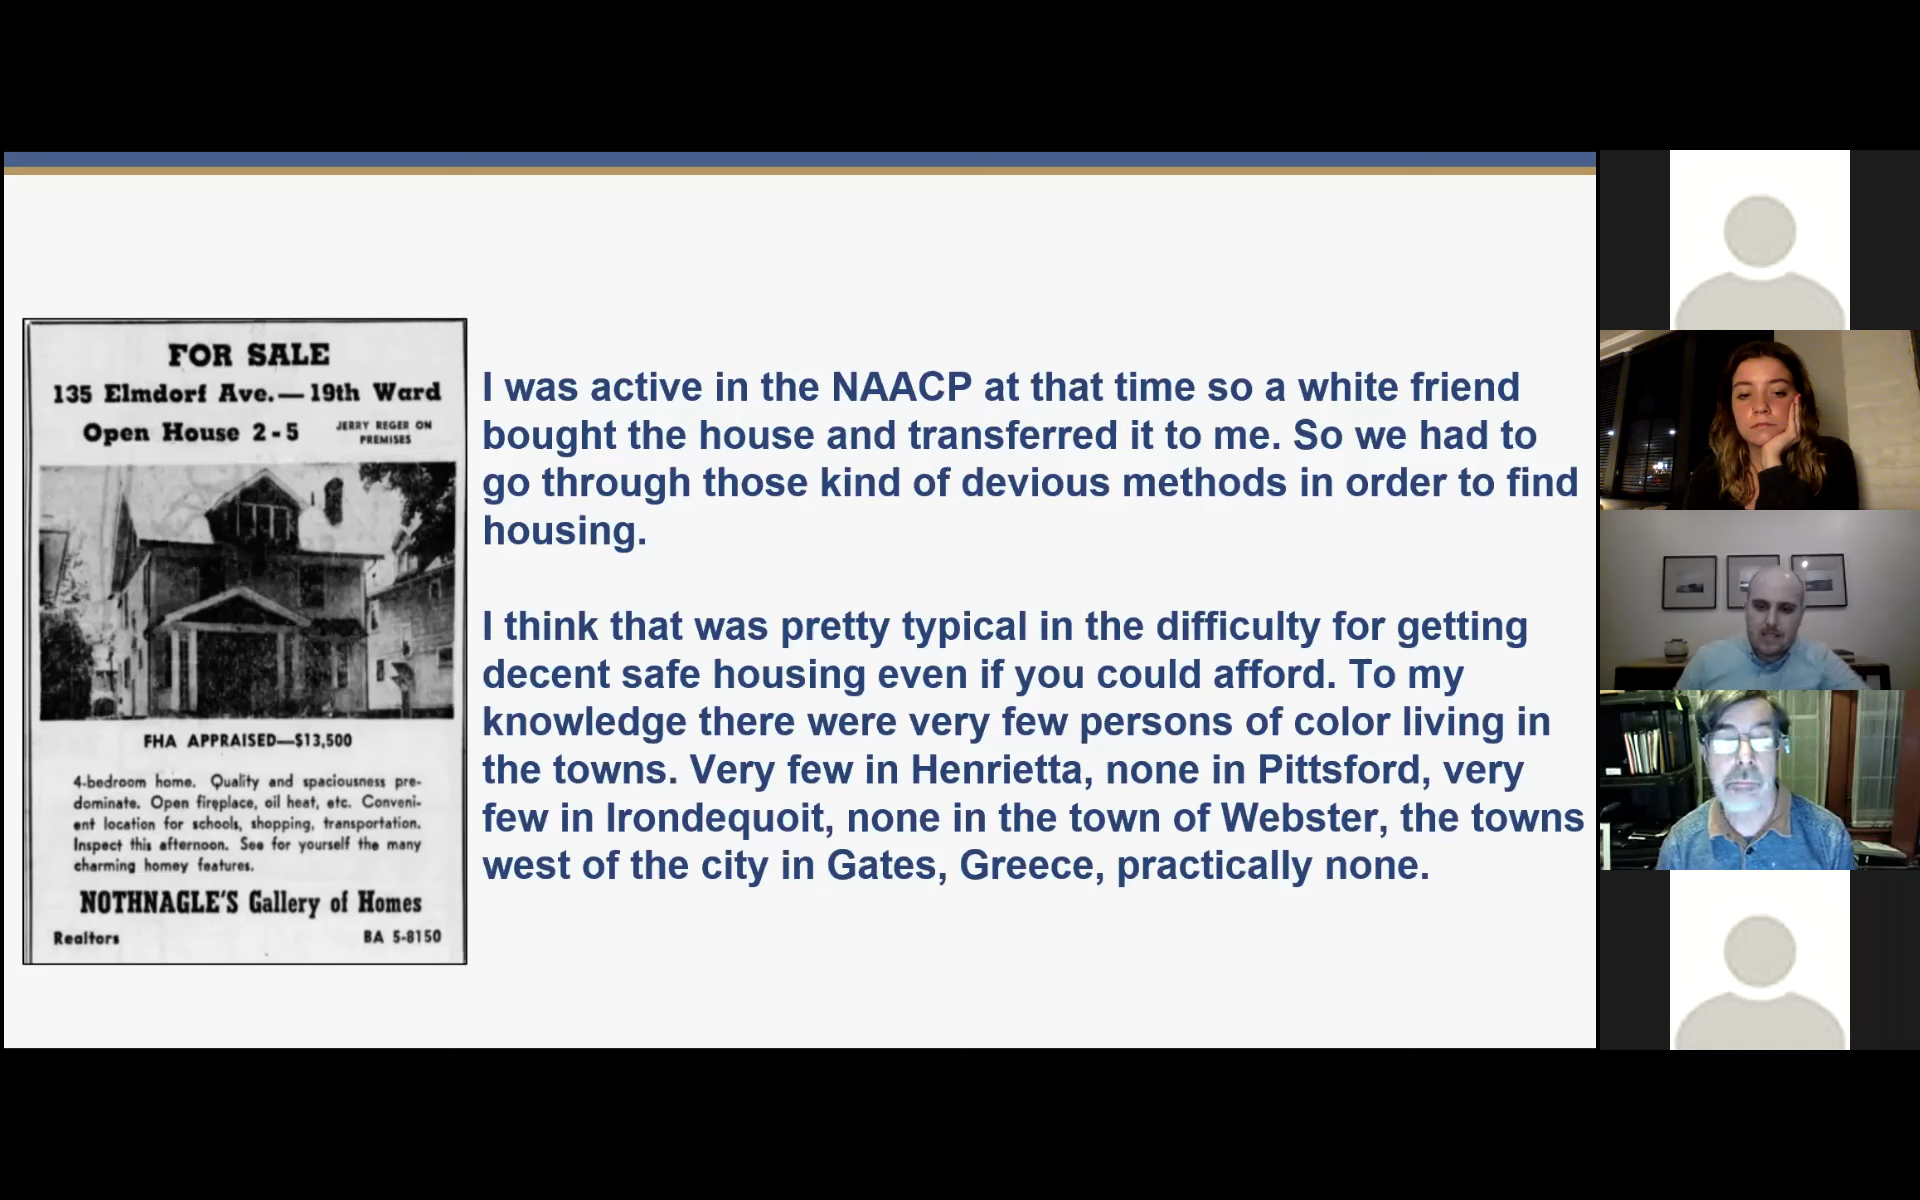 FOR SALE
135 Elmdorf Ave.—19th Ward
Open House 2-5
JERRY REGER ON
PREMISES
FHA APPRAISED—$13,500
4-bedroom home. Quality and spaciousness pre-
dominate. Open fireplace, oil heat, etc. Conveni-
ent location for schools, shopping, transportation.
Inspect this afternoon. See for yourself the many
charming homey features.
NOTHNAGLE'S Gallery of Homes
Realtors BA 5-8150
I was active in the NAACP at that time so a white friend
bought the house and transferred it to me. So we had to
go through those kind of devious methods in order to find
housing.
I think that was pretty typical in the difficulty for getting
decent safe housing even if you could afford. To my
knowledge there were very few persons of color living in
the towns. Very few in Henrietta, none in Pittsford, very
few in Irondequoit, none in the town of Webster, the towns
west of the city in Gates, Greece, practically none.